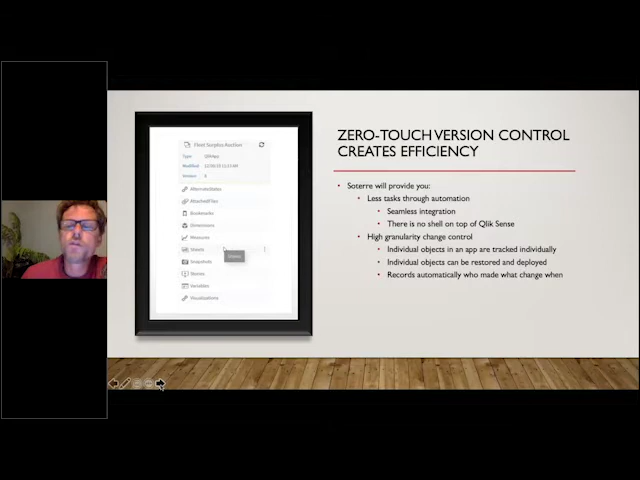 ZERO-TOUCH VERSION CONTROL
CREATES EFFICIENCY
Soterre will provide you:
Less tasks through automation
Seamless integration
There is no shell on top of Qlik Sense
High granularity change control
Individual objects in an app are tracked individually
Individual objects can be restored and deployed
Records automatically who made what change when
Fleet Surplus Auction
Type
Modified
Version
AlternateStates
AttachedFiles
Bookmarks
Dimensions
Measures
Sheets
Snapshots
Stories
Variables
Visualizations